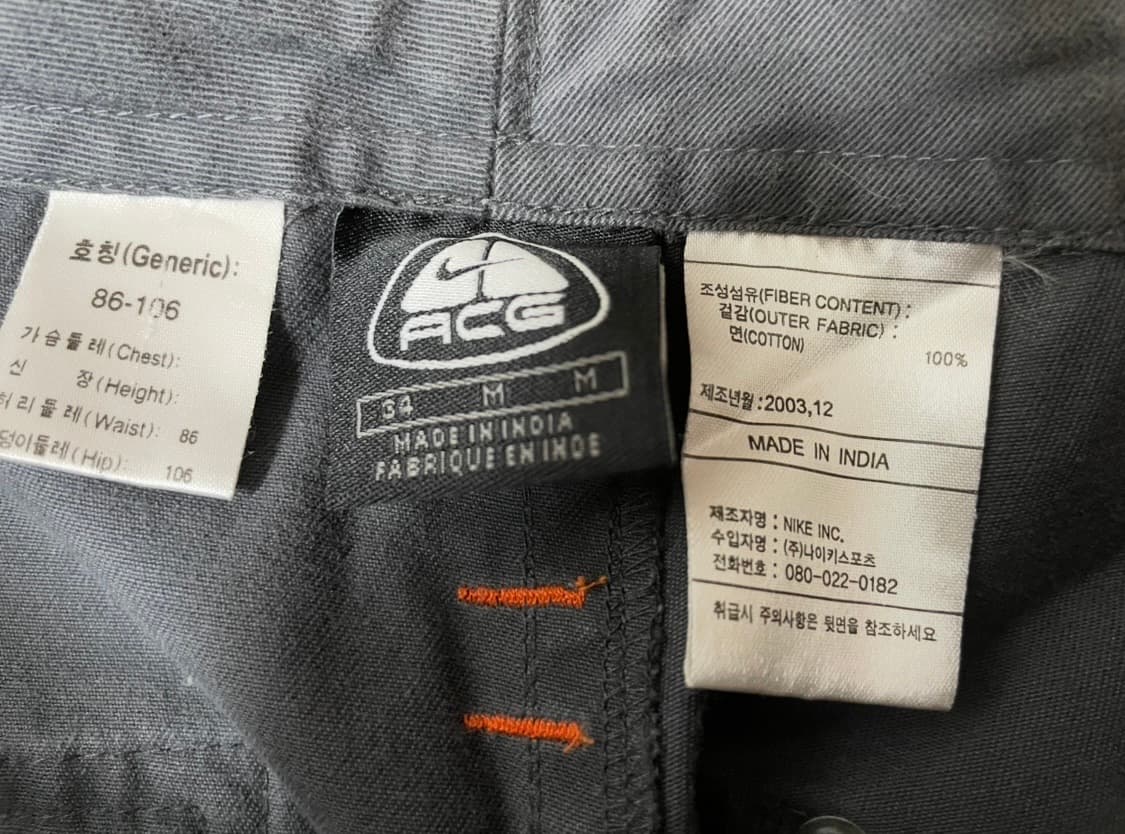 호칭(Generic):
86-106
가슴둘레(Chest):
신 장(Height):
허리둘레(Waist): 86
덩이둘레(Hip): 106
ACG
34 M M
MADE IN INDIA
FABRIQUE EN INDE
조성섬유(FIBER CONTENT) :
겉감(OUTER FABRIC) :
면(COTTON) 100%
제조년월 : 2003,12
MADE IN INDIA
제조자명 : NIKE INC.
수입자명 : (주)나이키스포츠
전화번호 : 080-022-0182
취급시 주의사항은 뒷면을 참조하세요